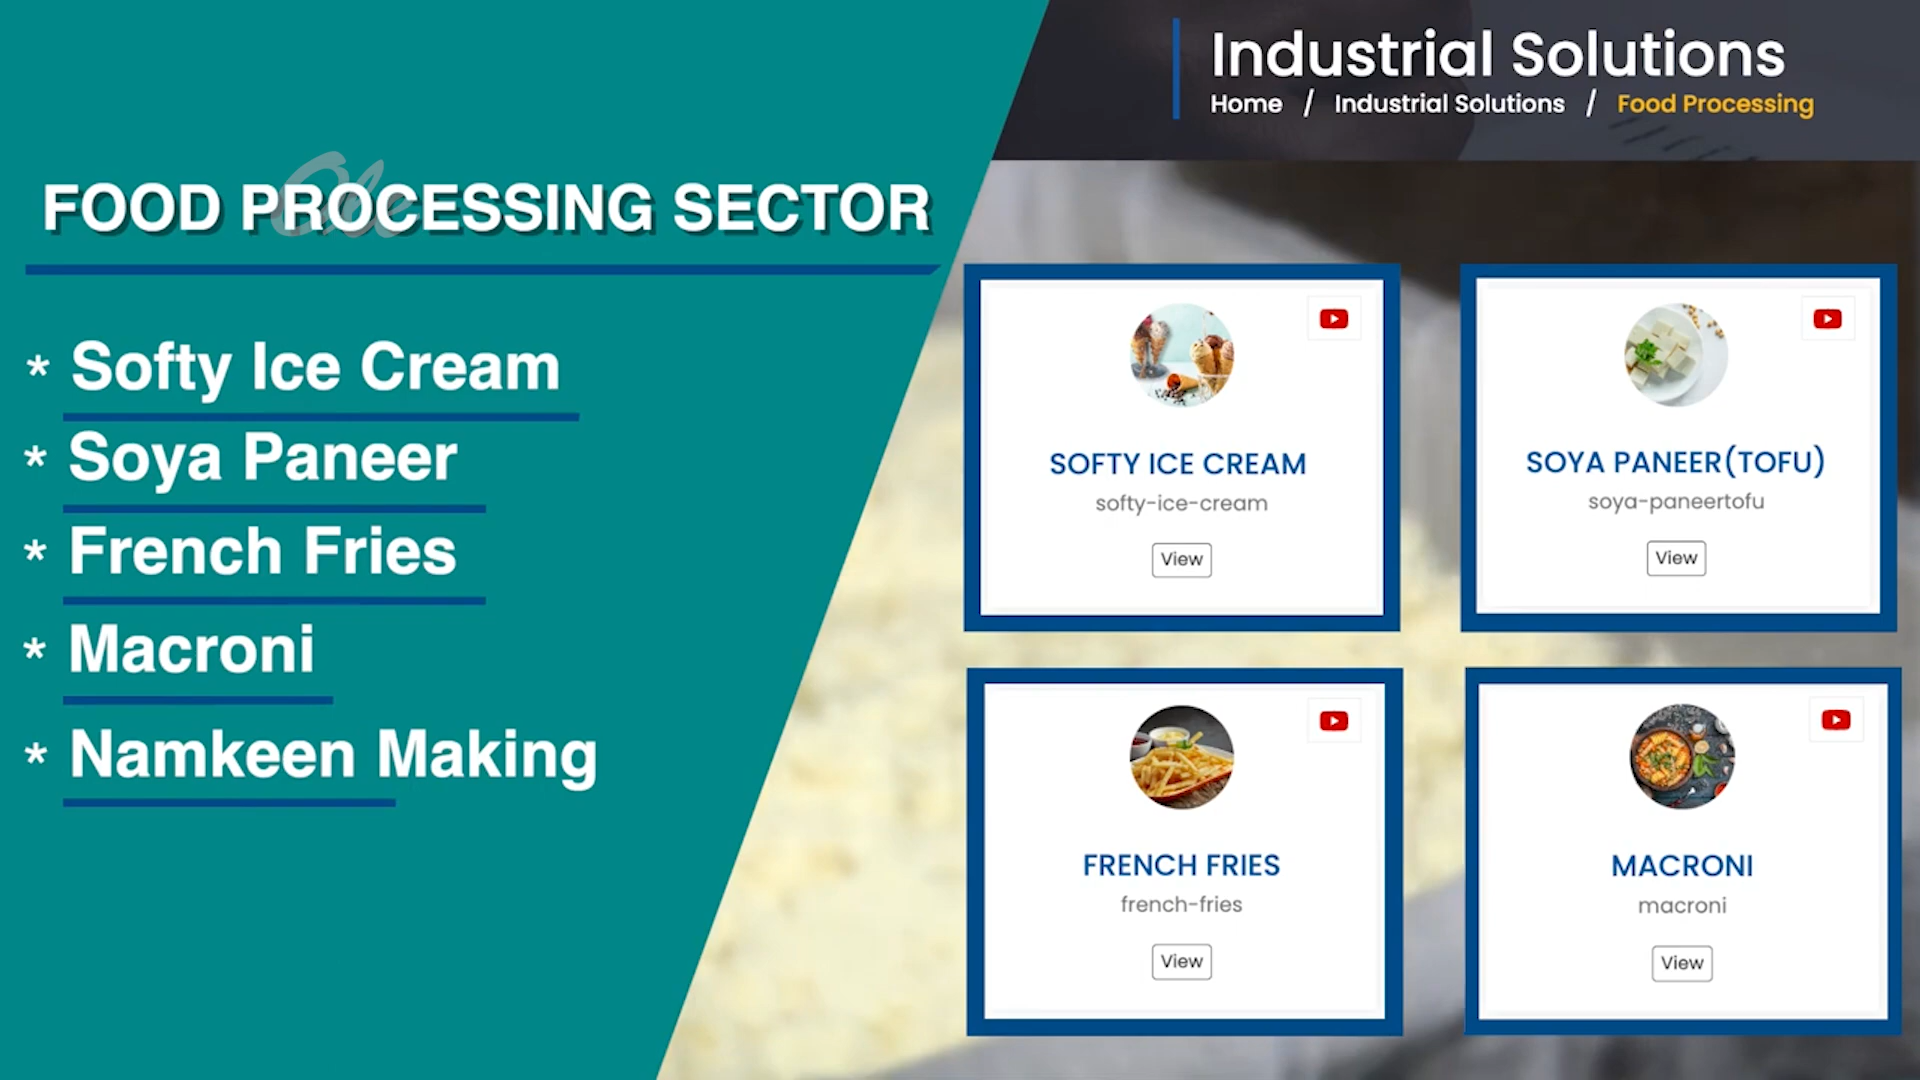 FOOD PROCESSING SECTOR
* Softy Ice Cream
* Soya Paneer
* French Fries
* Macroni
* Namkeen Making
Industrial Solutions
Home / Industrial Solutions / Food Processing
SOFTY ICE CREAM
softy-ice-cream
View
SOYA PANEER(TOFU)
soya-paneertofu
View
FRENCH FRIES
french-fries
View
MACRONI
macroni
View